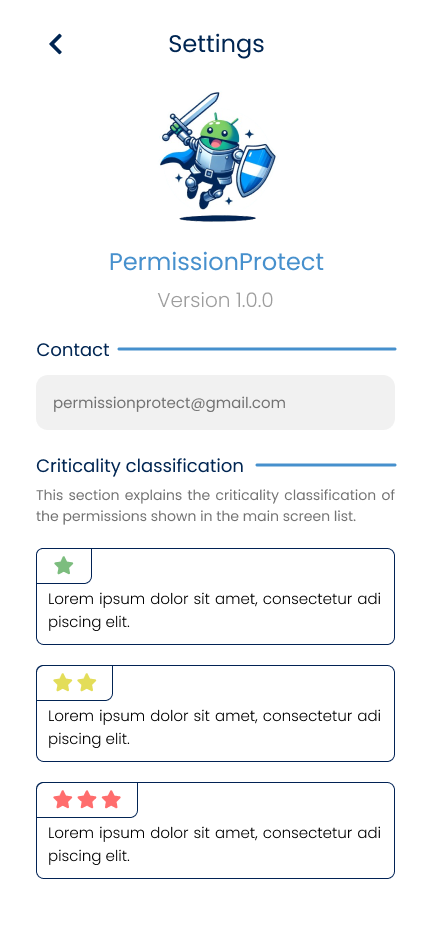 Settings
PermissionProtect
Version 1.0.0
Contact
permissionprotect@gmail.com
Criticality classification
This section explains the criticality classification of
the permissions shown in the main screen list.
Lorem ipsum dolor sit amet, consectetur adi
piscing elit.
Lorem ipsum dolor sit amet, consectetur adi
piscing elit.
Lorem ipsum dolor sit amet, consectetur adi
piscing elit.